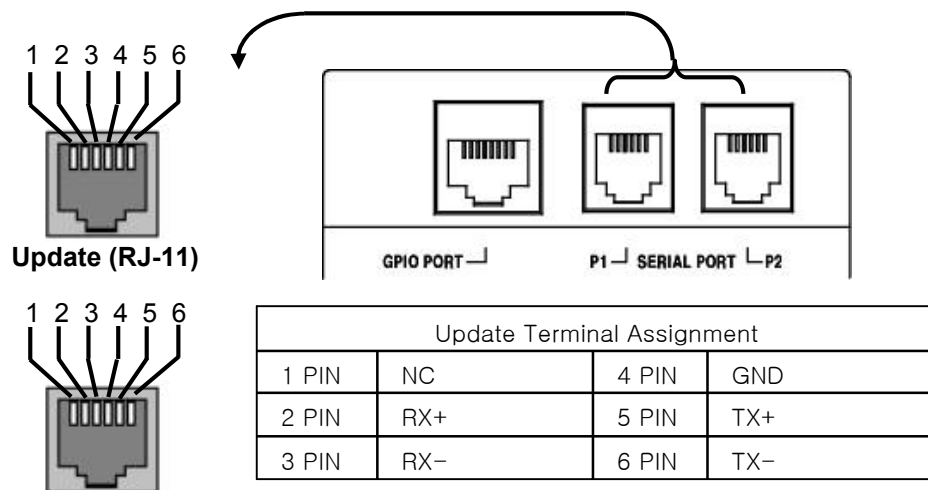 1 2 3 4 5 6
Update (RJ-11)
GPIO PORT
P1 SERIAL PORT P2
1 2 3 4 5 6
Update Terminal Assignment
1 PIN NC 4 PIN GND
2 PIN RX+ 5 PIN TX+
3 PIN RX− 6 PIN TX−